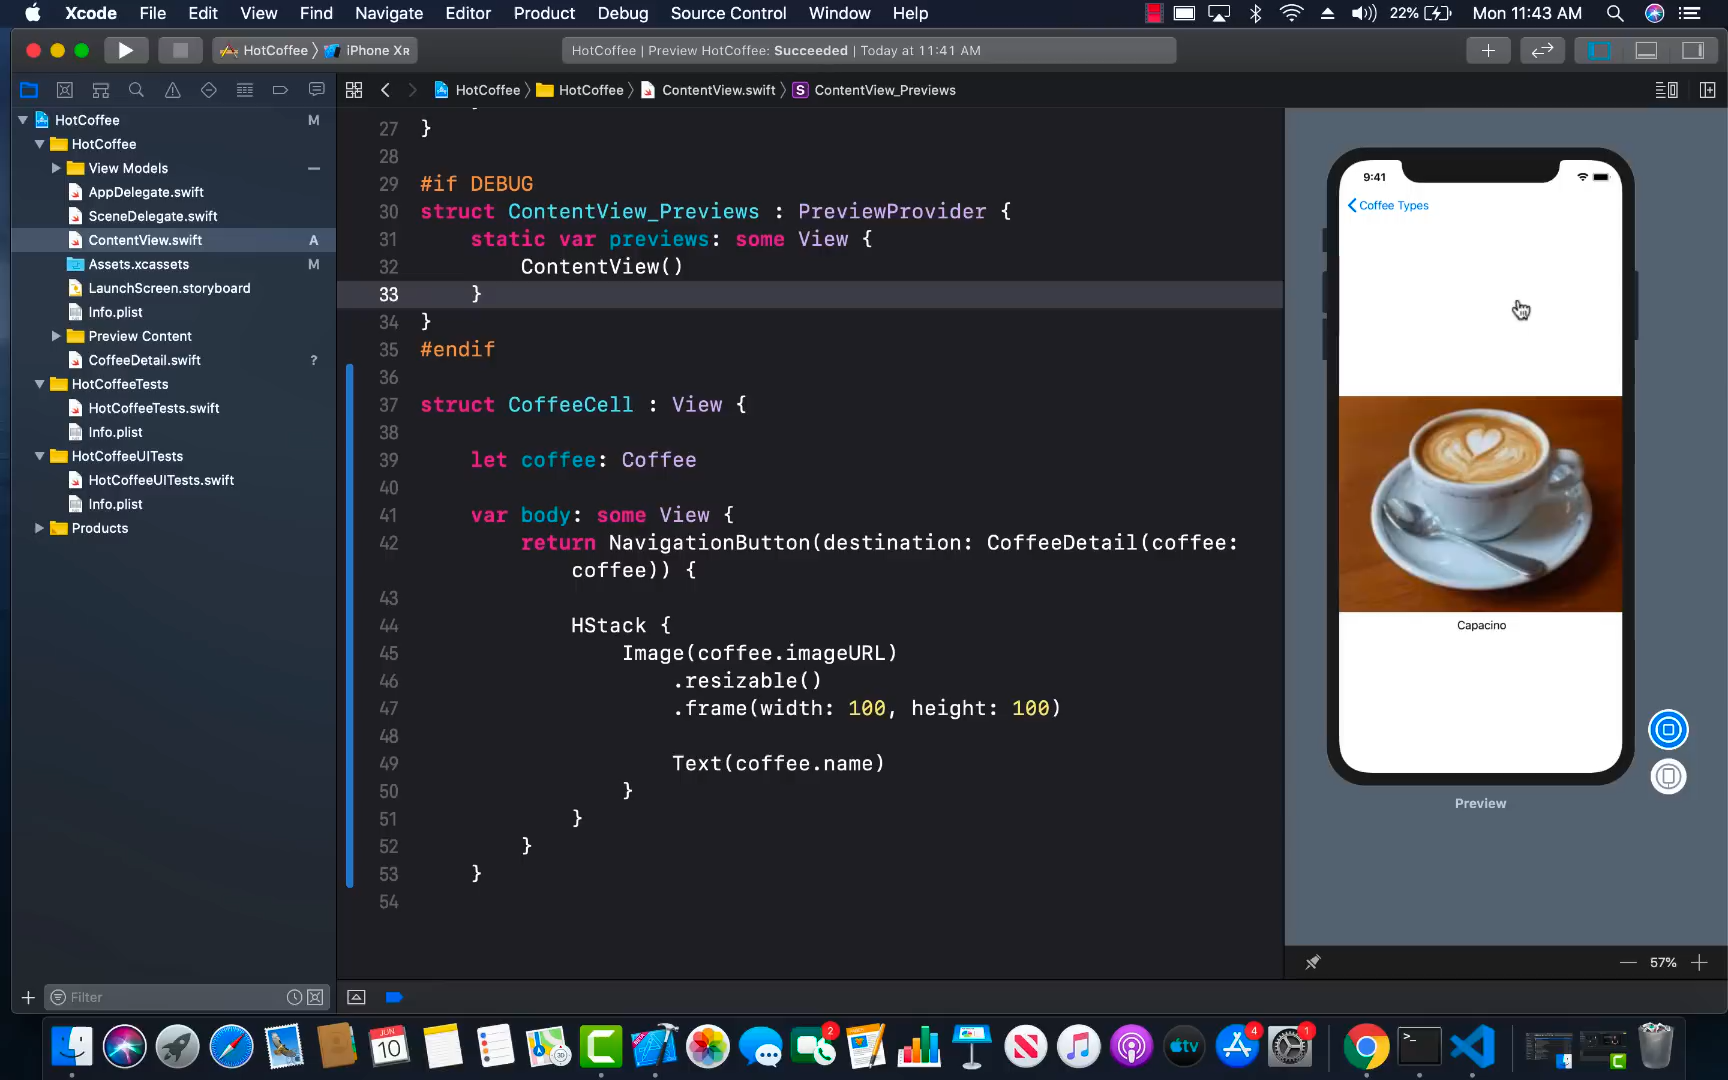 Xcode File Edit View Find Navigate Editor Product Debug Source Control Window Help 22% Mon 11:43 AM
HotCoffee iPhone XR HotCoffee | Preview HotCoffee: Succeeded | Today at 11:41 AM
HotCoffee HotCoffee ContentView.swift S ContentView_Previews
HotCoffee M
HotCoffee
View Models
AppDelegate.swift
SceneDelegate.swift
ContentView.swift A
Assets.xcassets M
LaunchScreen.storyboard
Info.plist
Preview Content
CoffeeDetail.swift ?
HotCoffeeTests
HotCoffeeTests.swift
Info.plist
HotCoffeeUITests
HotCoffeeUITests.swift
Info.plist
Products
Filter
27 }
28
29 #if DEBUG
30 struct ContentView_Previews : PreviewProvider {
31 static var previews: some View {
32 ContentView()
33 }
34 }
35 #endif
36
37 struct CoffeeCell : View {
38
39 let coffee: Coffee
40
41 var body: some View {
42 return NavigationButton(destination: CoffeeDetail(coffee:
coffee)) {
43
44 HStack {
45 Image(coffee.imageURL)
46 .resizable()
47 .frame(width: 100, height: 100)
48
49 Text(coffee.name)
50 }
51 }
52 }
53 }
54
9:41
Coffee Types
Capacino
Preview
57%
JUN
10
2
tv
4
1